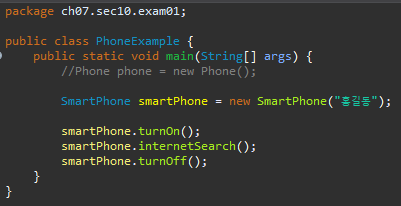 package ch07.sec10.exam01;
public class PhoneExample {
public static void main(String[] args) {
//Phone phone = new Phone();
SmartPhone smartPhone = new SmartPhone("홍길동");
smartPhone.turnOn();
smartPhone.internetSearch();
smartPhone.turnOff();
}
}